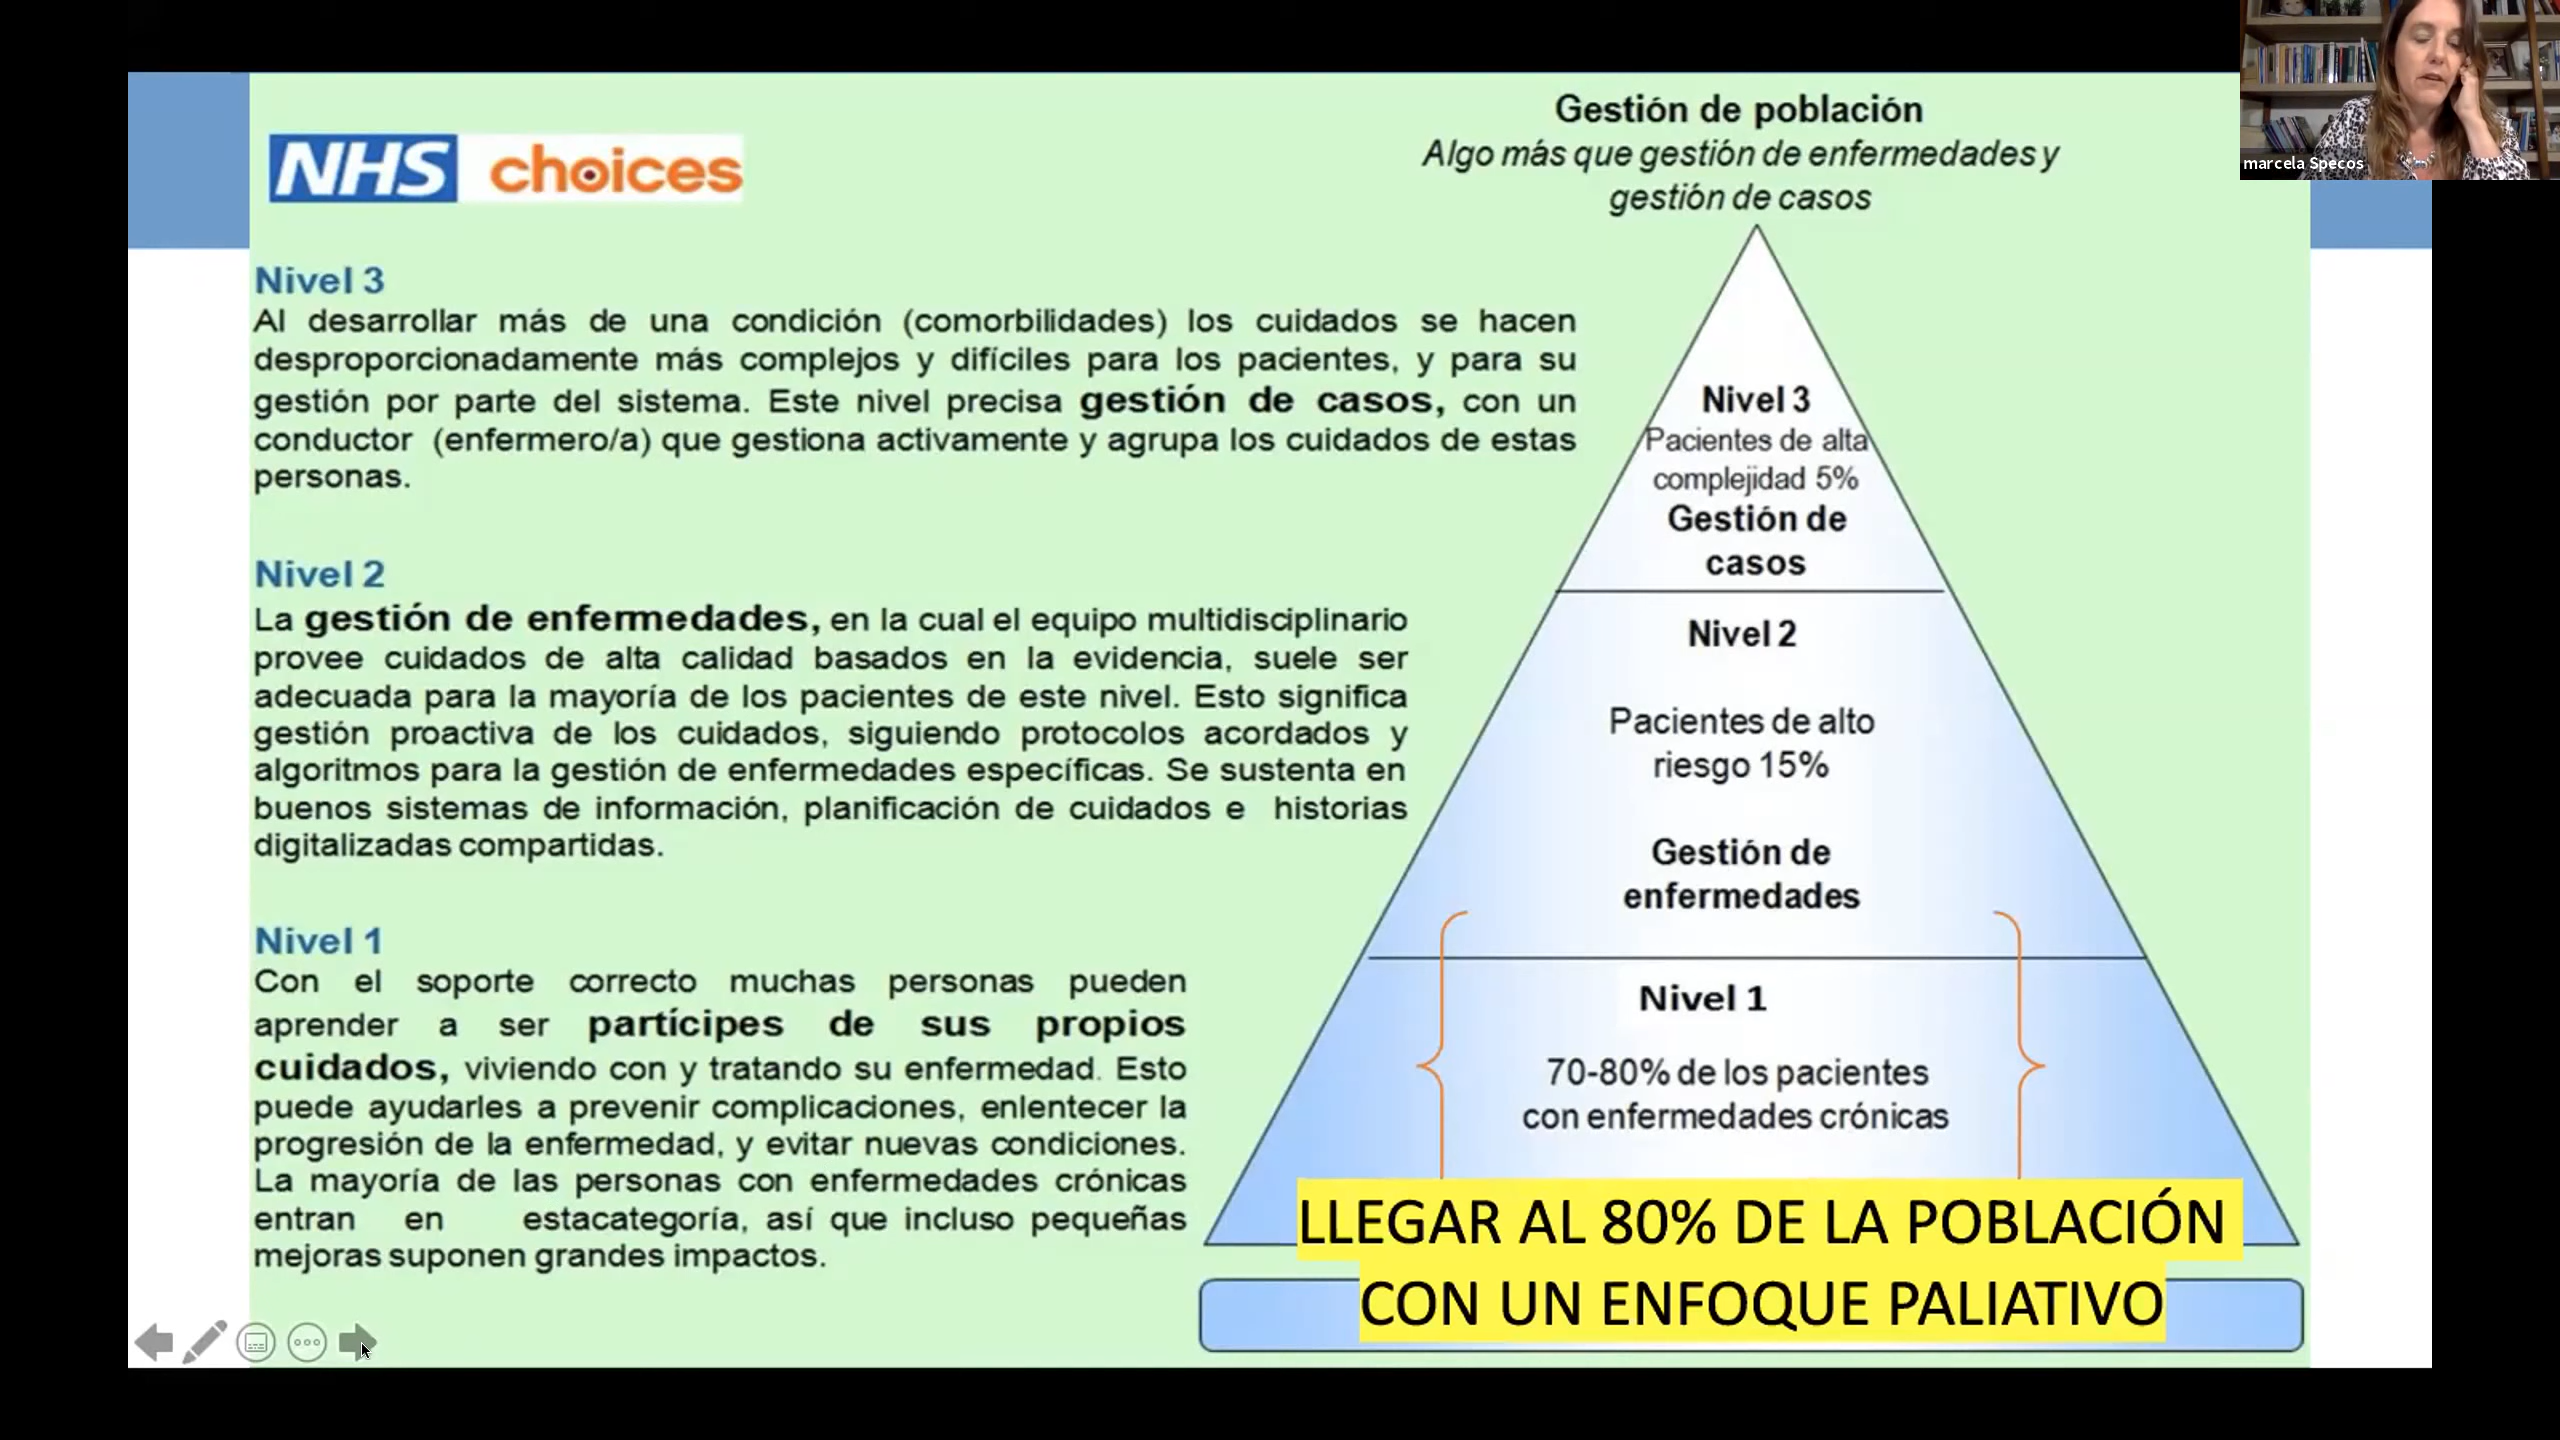 NHS choices
Nivel 3
Al desarrollar más de una condición (comorbilidades) los cuidados se hacen
desproporcionadamente más complejos y difíciles para los pacientes, y para su
gestión por parte del sistema. Este nivel precisa gestión de casos, con un
conductor (enfermero/a) que gestiona activamente y agrupa los cuidados de estas
personas.
Nivel 2
La gestión de enfermedades, en la cual el equipo multidisciplinario
provee cuidados de alta calidad basados en la evidencia, suele ser
adecuada para la mayoría de los pacientes de este nivel. Esto significa
gestión proactiva de los cuidados, siguiendo protocolos acordados y
algoritmos para la gestión de enfermedades específicas. Se sustenta en
buenos sistemas de información, planificación de cuidados e historias
digitalizadas compartidas.
Nivel 1
Con el soporte correcto muchas personas pueden
aprender a ser partícipes de sus propios
cuidados, viviendo con y tratando su enfermedad. Esto
puede ayudarles a prevenir complicaciones, enlentecer la
progresión de la enfermedad, y evitar nuevas condiciones.
La mayoría de las personas con enfermedades crónicas
entran en estacategoría, así que incluso pequeñas
mejoras suponen grandes impactos.
Gestión de población
Algo más que gestión de enfermedades y
gestión de casos
Nivel 3
Pacientes de alta
complejidad 5%
Gestión de
casos
Nivel 2
Pacientes de alto
riesgo 15%
Gestión de
enfermedades
Nivel 1
70-80% de los pacientes
con enfermedades crónicas
LLEGAR AL 80% DE LA POBLACIÓN
CON UN ENFOQUE PALIATIVO
marcela Specos